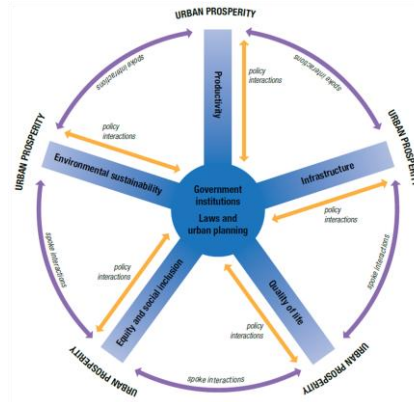 URBAN PROSPERITY
spoke interactions
spoke interactions
Productivity
policy
interactions
URBAN PROSPERITY
URBAN PROSPERITY
policy
interactions
Environmental sustainability
Infrastructure
Government
institutions
Laws and
urban planning
policy
interactions
spoke interactions
spoke interactions
policy
interactions
Equity and social inclusion
Quality of life
policy
interactions
URBAN PROSPERITY
URBAN PROSPERITY
spoke interactions